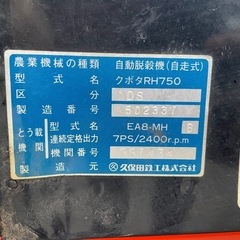 農業機械の種類 自動脱穀機(自走式)
型式名 クボタRH750
区分 DS
製造番号
とう載機関 型式名 EA8-MH B
連続定格出力 7PS/2400r.p.m
機関番号
製造元 久保田鉄工株式会社